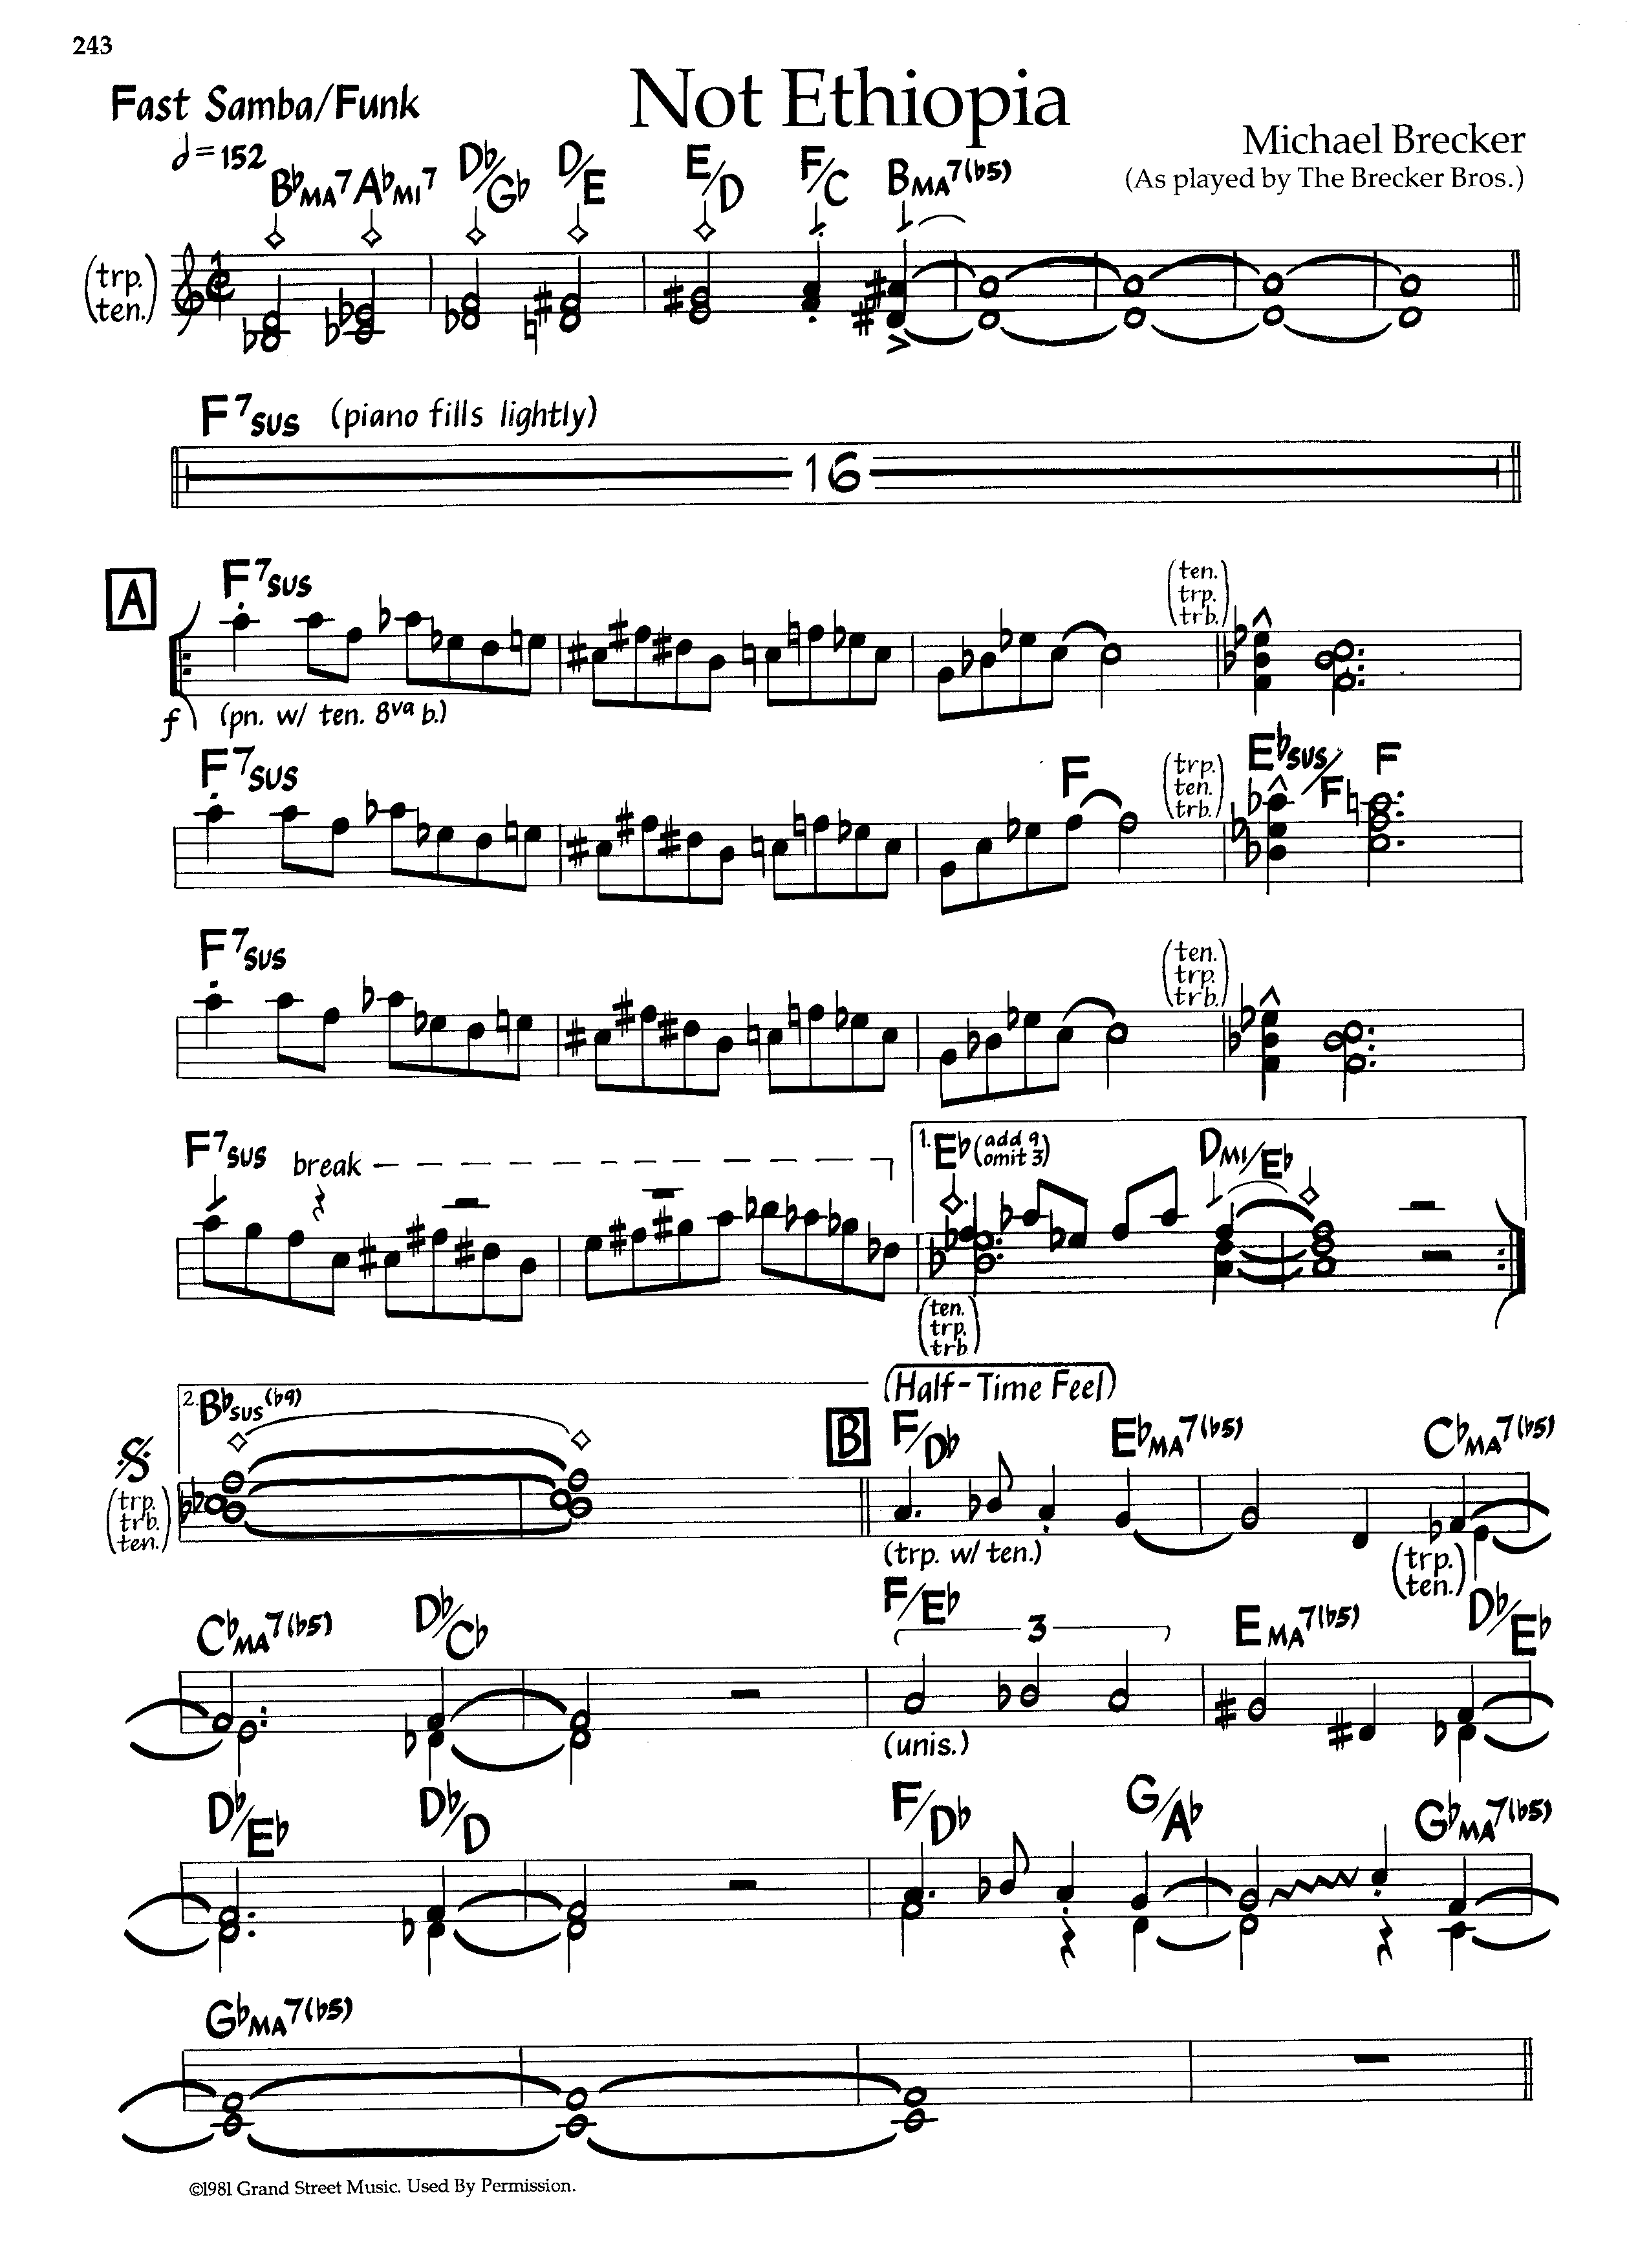 243
Fast Samba/Funk
Not Ethiopia
𝅗𝅥=152
Michael Brecker
(As played by The Brecker Bros.)
B♭MA7 A♭MI7 D♭/G♭ D/E E/D F/C BMA7(♭5)
(trp. ten.)
F7SUS (piano fills lightly)
16
A
F7SUS
(ten. trp. trb.)
f (pn. w/ ten. 8va b.)
F7SUS F (trp. ten. trb.) E♭SUS/F F
F7SUS (ten. trp. trb.)
F7SUS break 1. E♭(add 9 omit 3) DMI/E♭
(ten. trp. trb)
2. B♭SUS(♭9) (Half-Time Feel)
B F/D♭ E♭MA7(♭5) C♭MA7(♭5)
(trp. trb. ten.) (trp. w/ ten.) (trp. ten.)
C♭MA7(♭5) D♭/C♭ F/E♭ 3 EMA7(♭5) D♭/E♭
(unis.)
D♭/E♭ D♭/D F/D♭ G/A♭ G♭MA7(♭5)
G♭MA7(♭5)
©1981 Grand Street Music. Used By Permission.